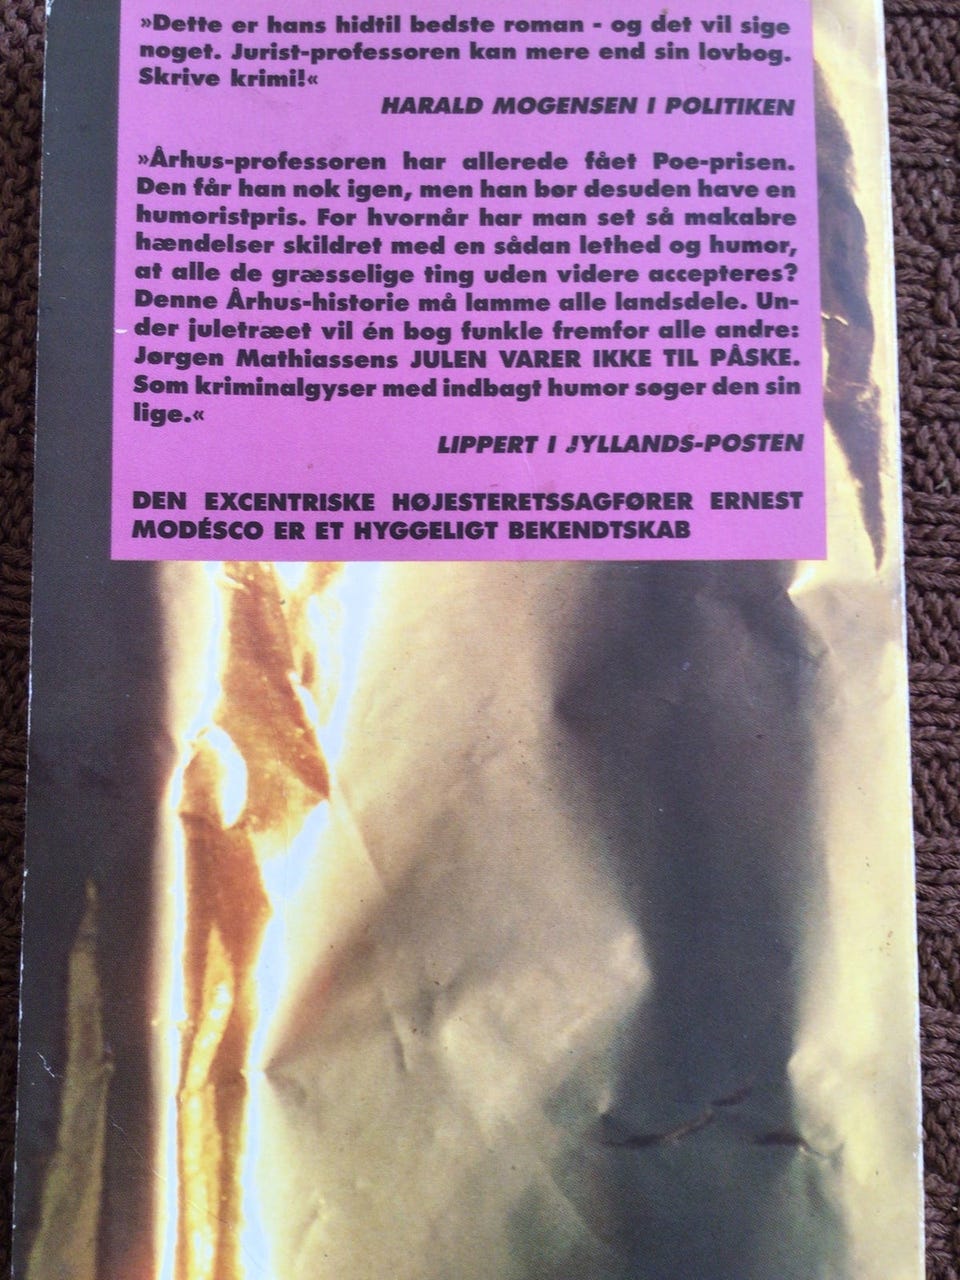 »Dette er hans hidtil bedste roman - og det vil sige
noget. Jurist-professoren kan mere end sin lovbog.
Skrive krimi!«
HARALD MOGENSEN I POLITIKEN
»Århus-professoren har allerede fået Poe-prisen.
Den får han nok igen, men han bør desuden have en
humoristpris. For hvornår har man set så makabre
hændelser skildret med en sådan lethed og humor,
at alle de græsselige ting uden videre accepteres?
Denne Århus-historie må lamme alle landsdele. Un-
der juletræet vil én bog funkle fremfor alle andre:
Jørgen Mathiassens JULEN VARER IKKE TIL PÅSKE.
Som kriminalgyser med indbagt humor søger den sin
lige.«
LIPPERT I JYLLANDS-POSTEN
DEN EXCENTRISKE HØJESTERETSSAGFØRER ERNEST
MODÉSCO ER ET HYGGELIGT BEKENDTSKAB